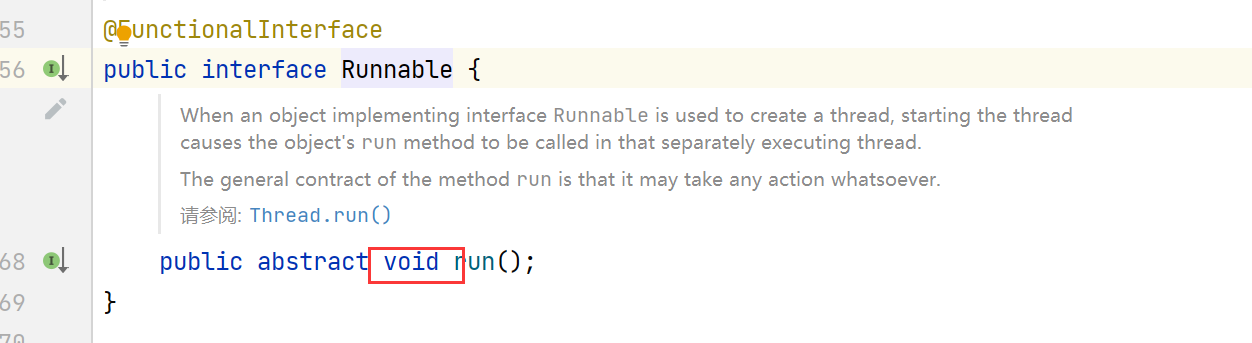 55 @FunctionalInterface
56 public interface Runnable {
When an object implementing interface Runnable is used to create a thread, starting the thread
causes the object's run method to be called in that separately executing thread.
The general contract of the method run is that it may take any action whatsoever.
请参阅: Thread.run()
68 public abstract void run();
69 }
70